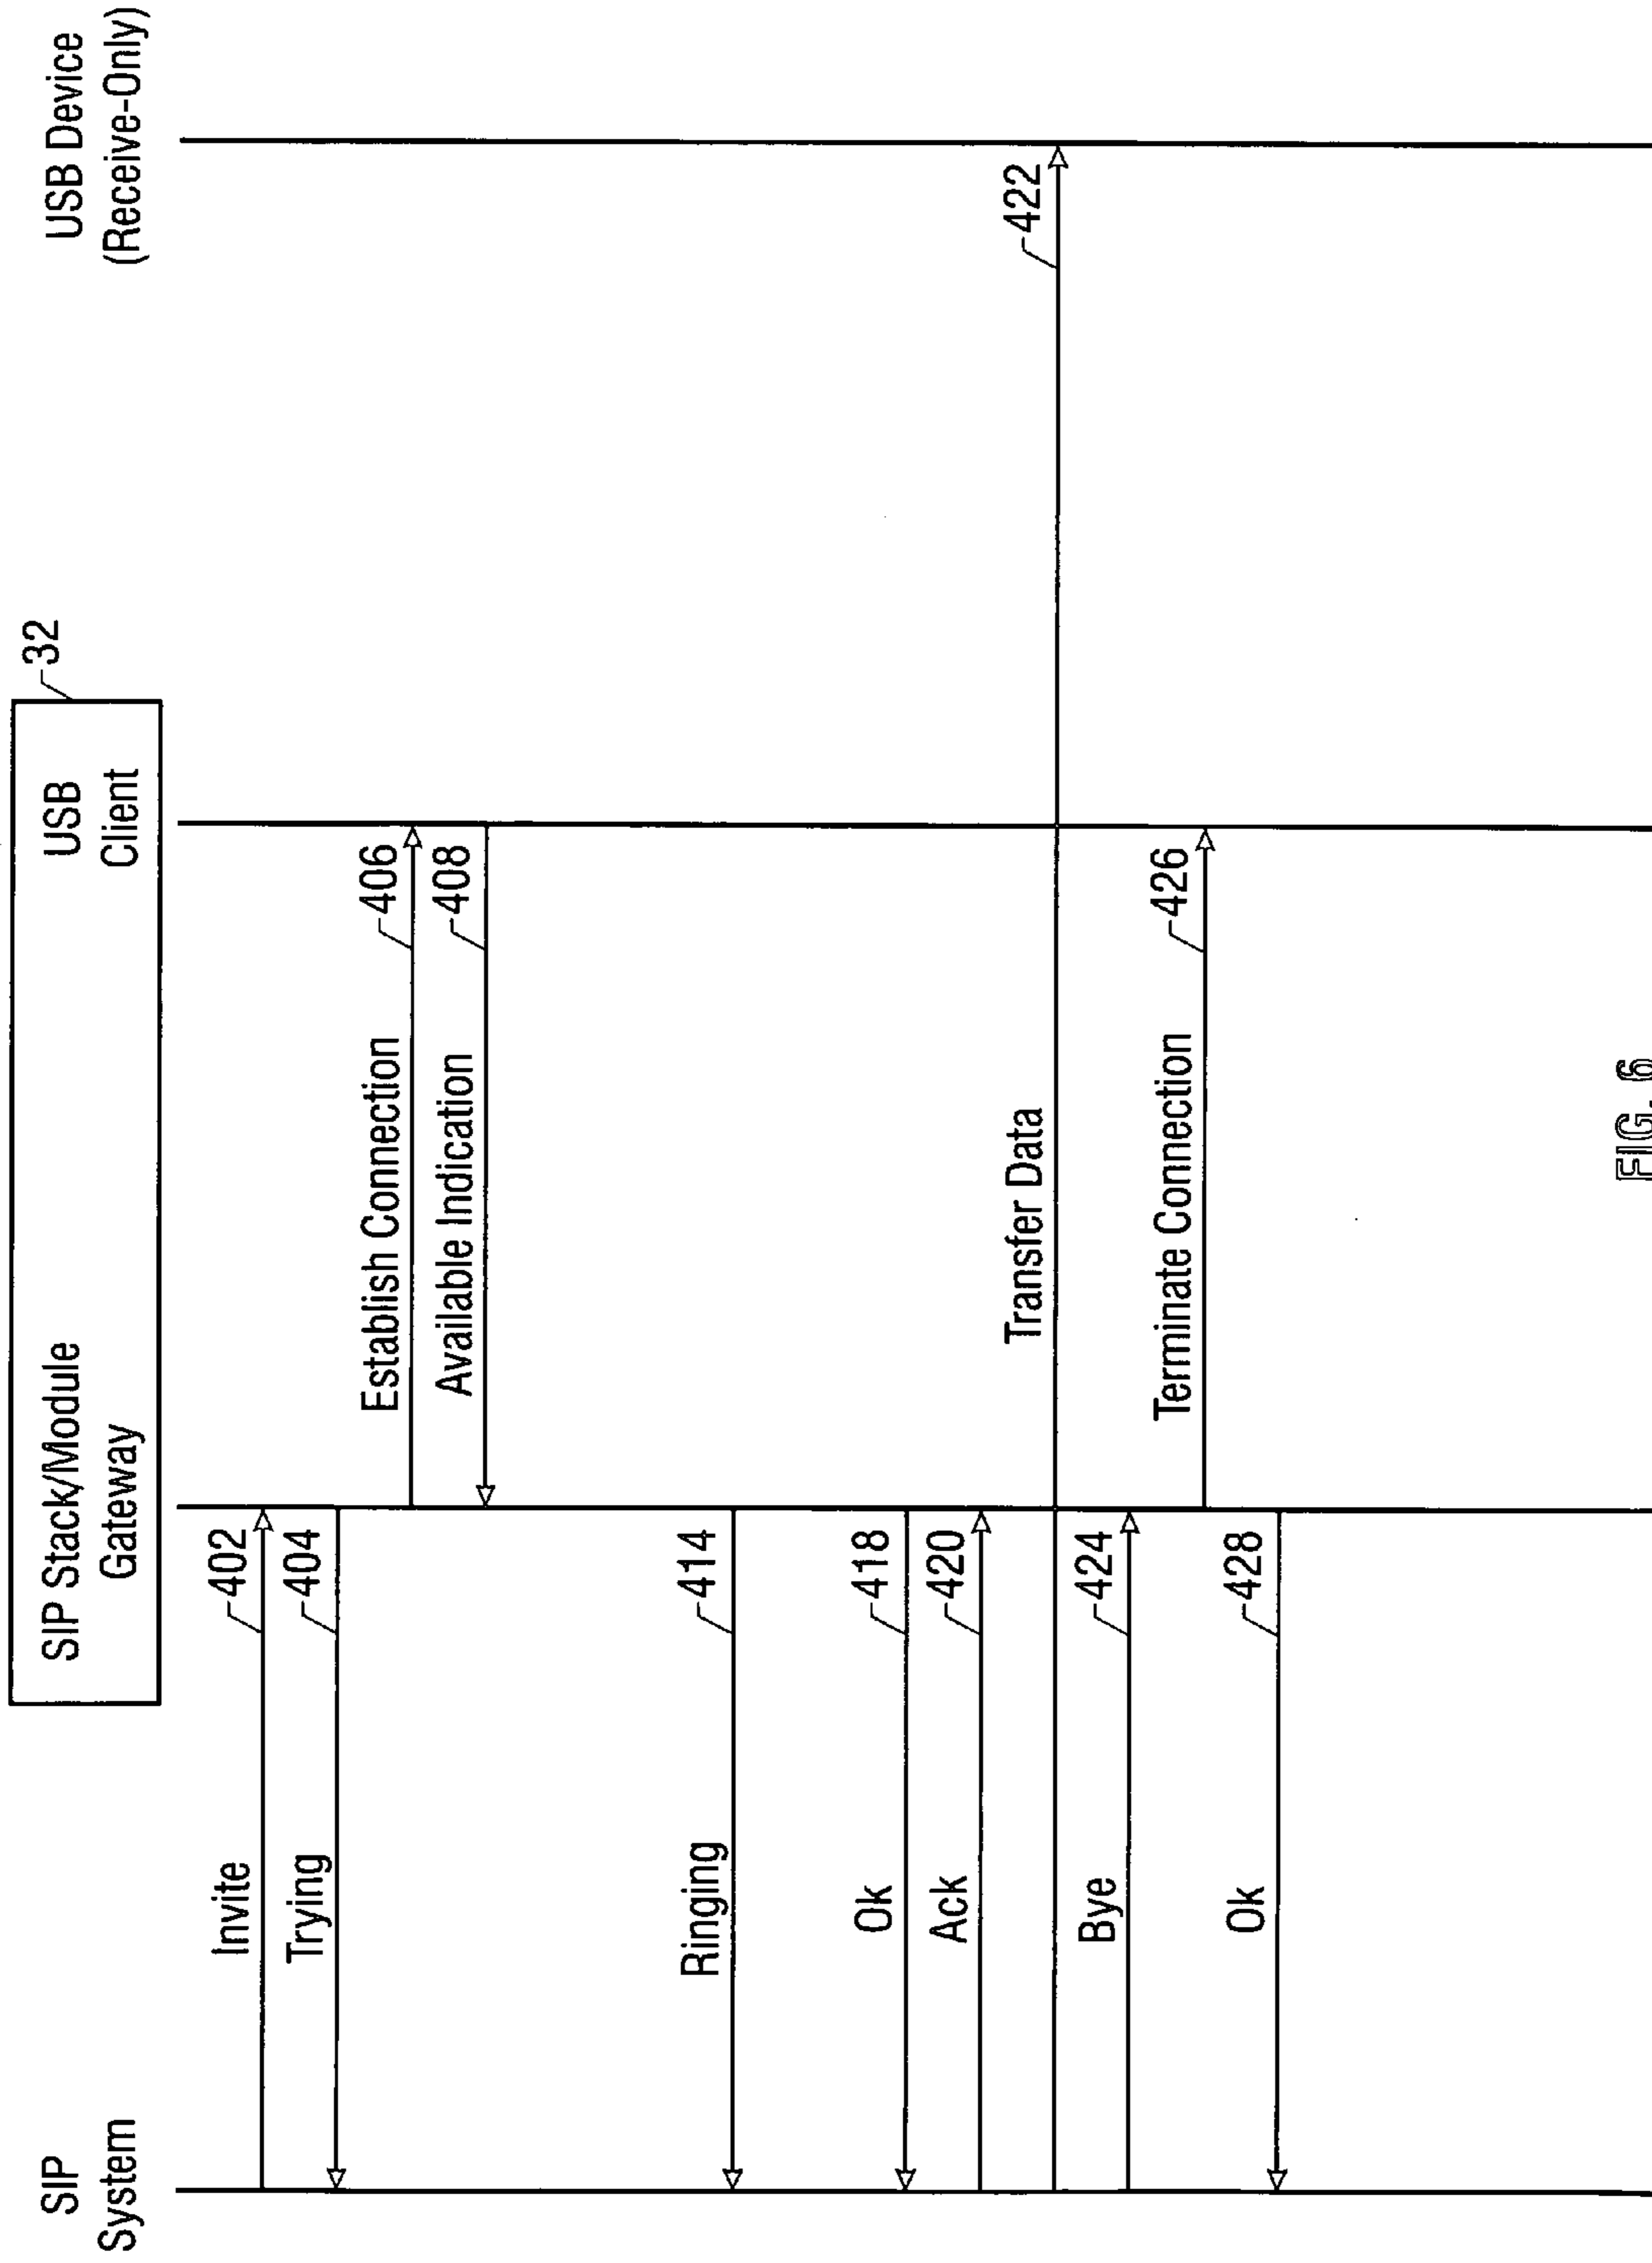 SIP
System
SIP Stack/Module
Gateway
USB
Client
32
USB Device
(Receive-Only)
Invite
402
Trying
404
Establish Connection
406
Available Indication
408
Ringing
414
Ok
418
Ack
420
Transfer Data
422
Bye
424
Terminate Connection
426
Ok
428
FIG. 6